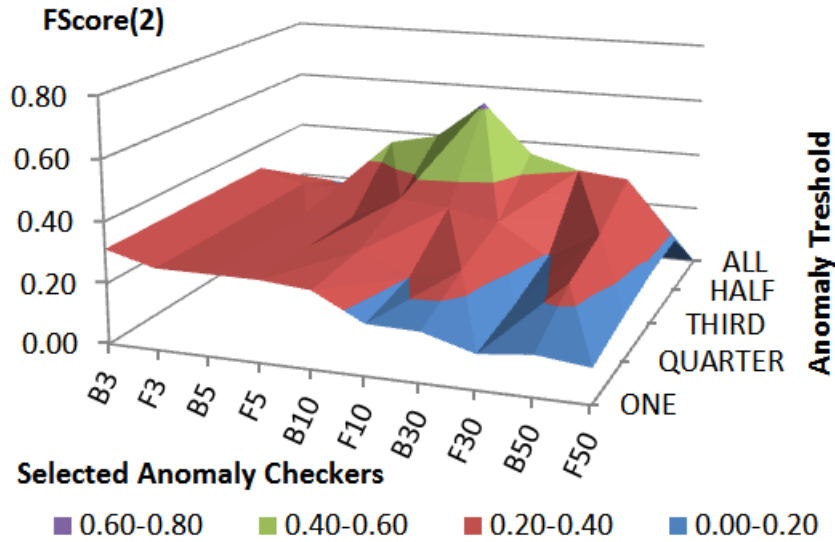 FScore(2)
0.80
0.60
0.40
0.20
0.00
B3
F3
B5
F5
B10
F10
B30
F30
B50
F50
ALL
HALF
THIRD
QUARTER
ONE
Anomaly Treshold
Selected Anomaly Checkers
0.60-0.80 0.40-0.60 0.20-0.40 0.00-0.20